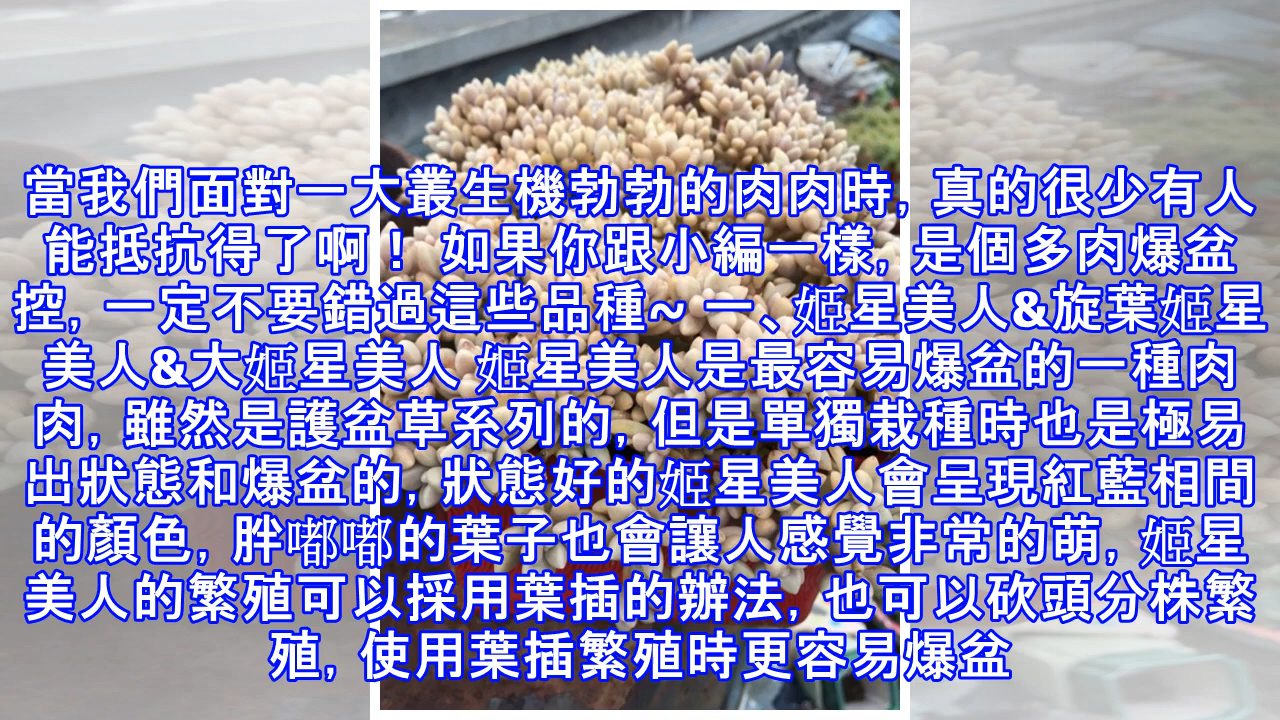 當我們面對一大叢生機勃勃的肉肉時, 真的很少有人
能抵抗得了啊！ 如果你跟小編一樣, 是個多肉爆盆
控, 一定不要錯過這些品種~ 一、姬星美人&旋葉姬星
美人&大姬星美人 姬星美人是最容易爆盆的一種肉
肉, 雖然是護盆草系列的, 但是單獨栽種時也是極易
出狀態和爆盆的, 狀態好的姬星美人會呈現紅藍相間
的顏色, 胖嘟嘟的葉子也會讓人感覺非常的萌, 姬星
美人的繁殖可以採用葉插的辦法, 也可以砍頭分株繁
殖, 使用葉插繁殖時更容易爆盆